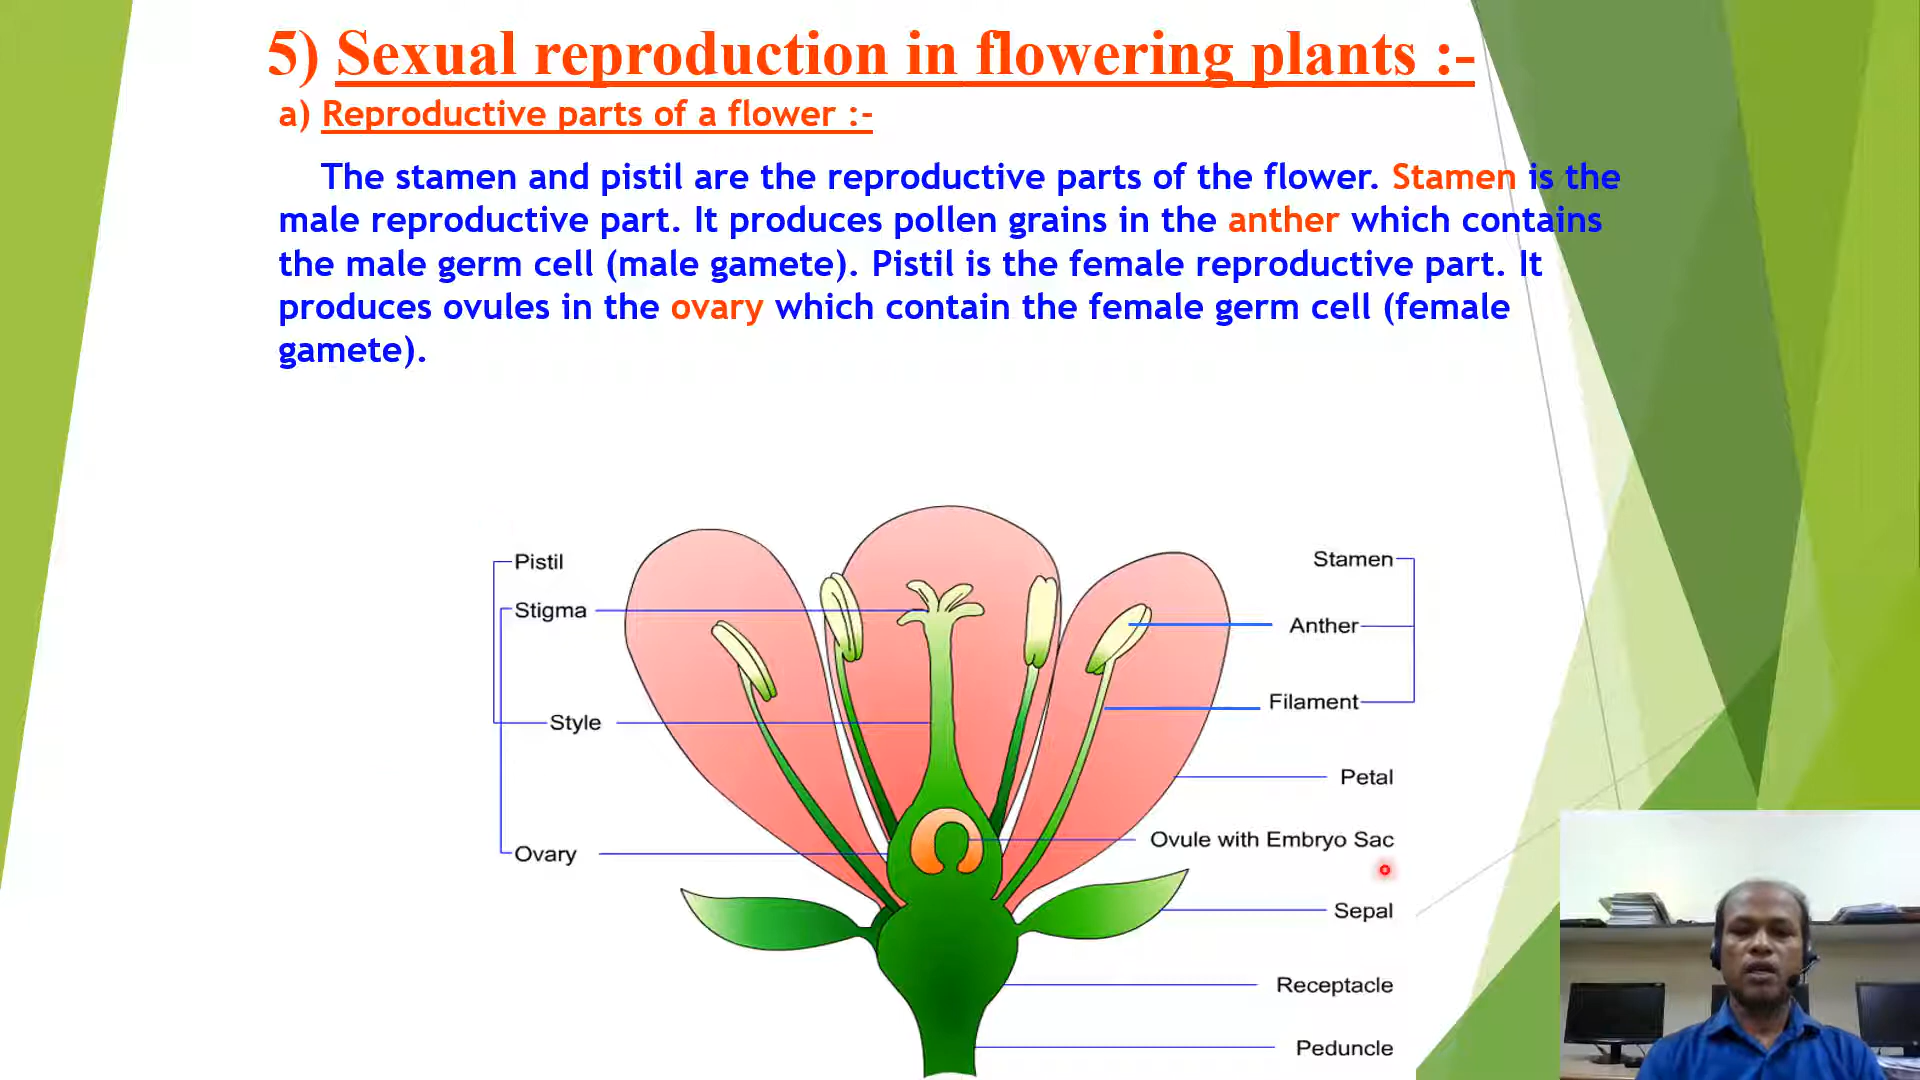 5) Sexual reproduction in flowering plants :-
a) Reproductive parts of a flower :-
The stamen and pistil are the reproductive parts of the flower. Stamen is the
male reproductive part. It produces pollen grains in the anther which contains
the male germ cell (male gamete). Pistil is the female reproductive part. It
produces ovules in the ovary which contain the female germ cell (female
gamete).
Pistil
Stigma
Style
Ovary
Stamen
Anther
Filament
Petal
Ovule with Embryo Sac
Sepal
Receptacle
Peduncle